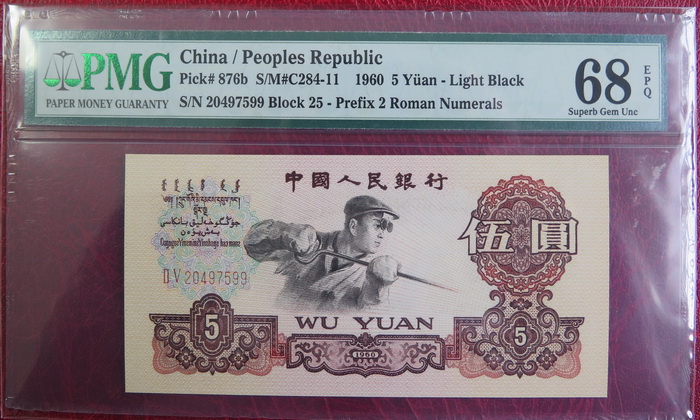 PMG
PAPER MONEY GUARANTY
China / Peoples Republic
Pick# 876b S/M#C284-11 1960 5 Yüan - Light Black
S/N 20497599 Block 25 - Prefix 2 Roman Numerals
68 EPQ
Superb Gem Unc
中國人民銀行
伍圓
II V 20497599
5
WU YUAN
1960
5